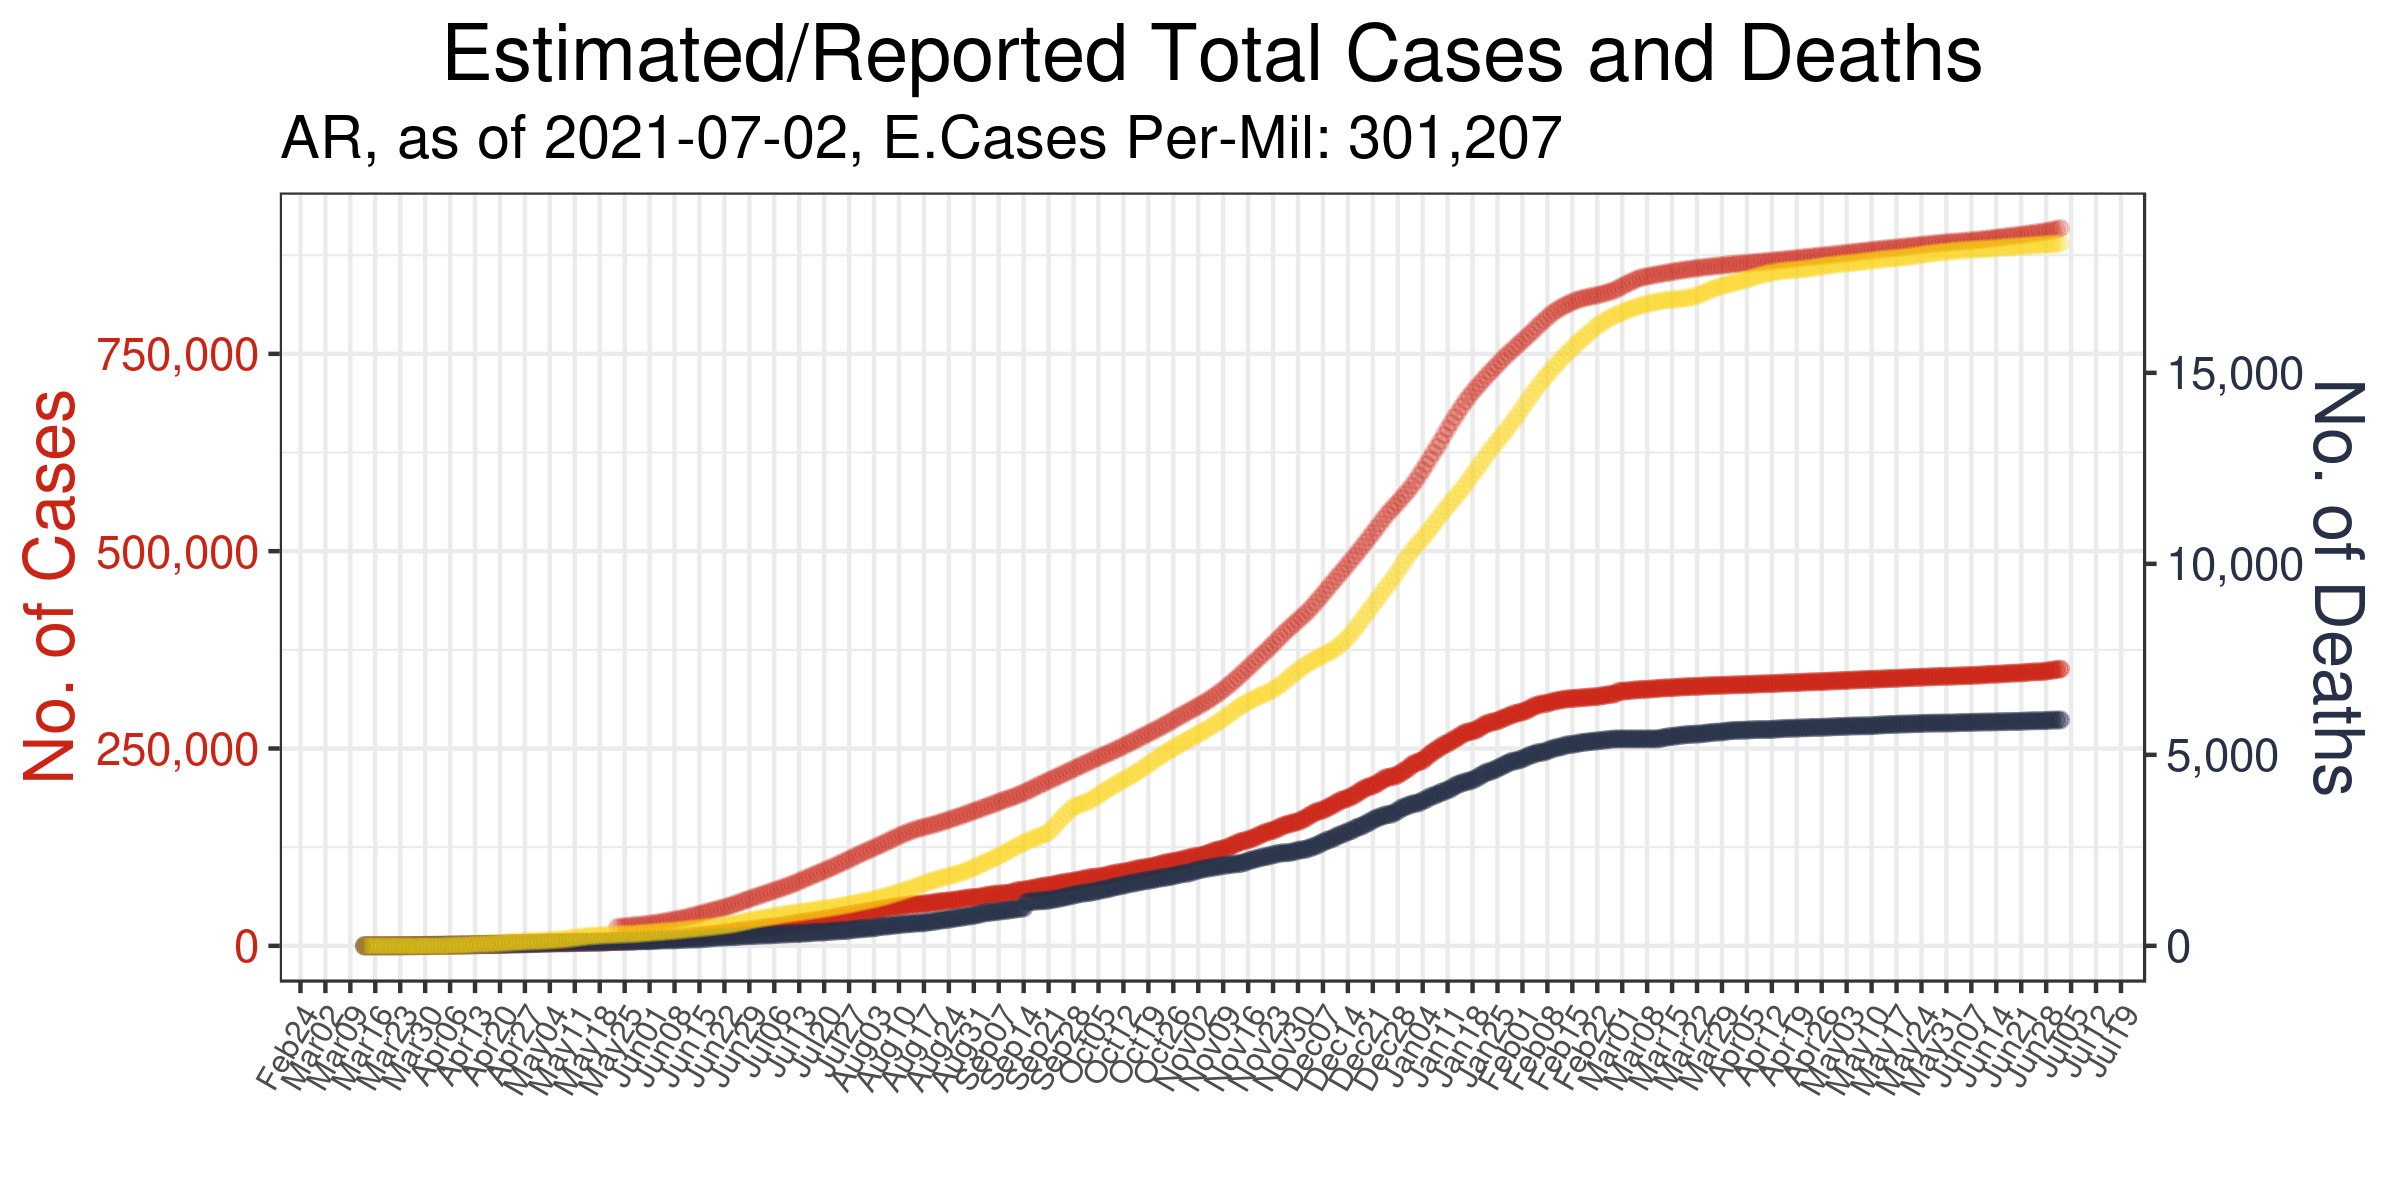 Estimated/Reported Total Cases and Deaths
AR, as of 2021-07-02, E.Cases Per-Mil: 301,207
No. of Cases
750,000
500,000
250,000
0
15,000
10,000
5,000
0
No. of Deaths
Feb24
Mar02
Mar09
Mar16
Mar23
Mar30
Apr06
Apr13
Apr20
Apr27
May04
May11
May18
May25
Jun01
Jun08
Jun15
Jun22
Jun29
Jul06
Jul13
Jul20
Jul27
Aug03
Aug10
Aug17
Aug24
Aug31
Sep07
Sep14
Sep21
Sep28
Oct05
Oct12
Oct19
Oct26
Nov02
Nov09
Nov16
Nov23
Nov30
Dec07
Dec14
Dec21
Dec28
Jan04
Jan11
Jan18
Jan25
Feb01
Feb08
Feb15
Feb22
Mar01
Mar08
Mar15
Mar22
Mar29
Apr05
Apr12
Apr19
Apr26
May03
May10
May17
May24
May31
Jun07
Jun14
Jun21
Jun28
Jul05
Jul12
Jul19